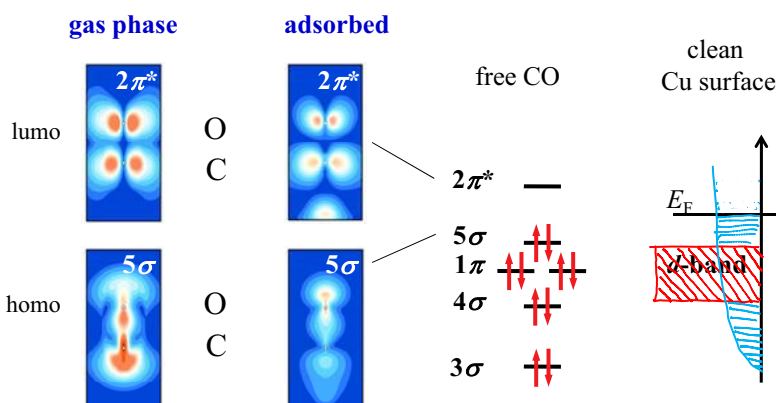 gas phase
adsorbed
clean
Cu surface
free CO
2π*
2π*
lumo
O
C
2π*
E_F
5σ
1π
d-band
5σ
5σ
homo
O
C
4σ
3σ